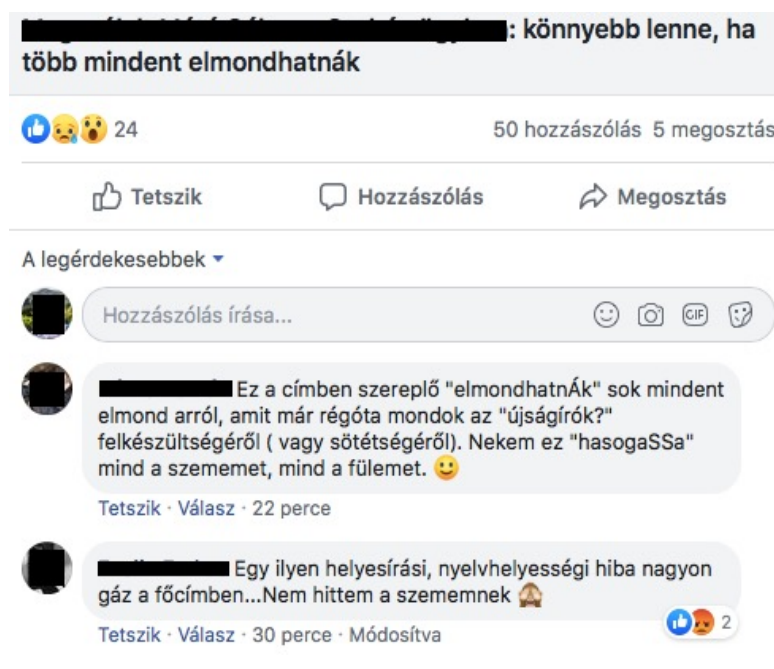 : könnyebb lenne, ha
több mindent elmondhatnák
24
50 hozzászólás 5 megosztás
Tetszik
Hozzászólás
Megosztás
A legérdekesebbek
Hozzászólás írása...
GIF
Ez a címben szereplő "elmondhatnÁk" sok mindent
elmond arról, amit már régóta mondok az "újságírók?"
felkészültségéről ( vagy sötétségéről). Nekem ez "hasogaSSa"
mind a szememet, mind a fülemet.
Tetszik · Válasz · 22 perce
Egy ilyen helyesírási, nyelvhelyességi hiba nagyon
gáz a főcímben...Nem hittem a szememnek
2
Tetszik · Válasz · 30 perce · Módosítva